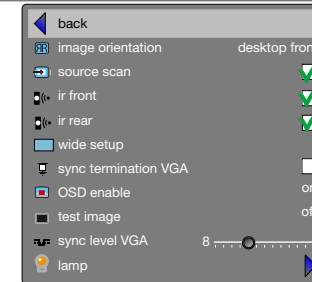 back
image orientation desktop fron
source scan
ir front
ir rear
wide setup
sync termination VGA
OSD enable on
test image of
sync level VGA 8
lamp